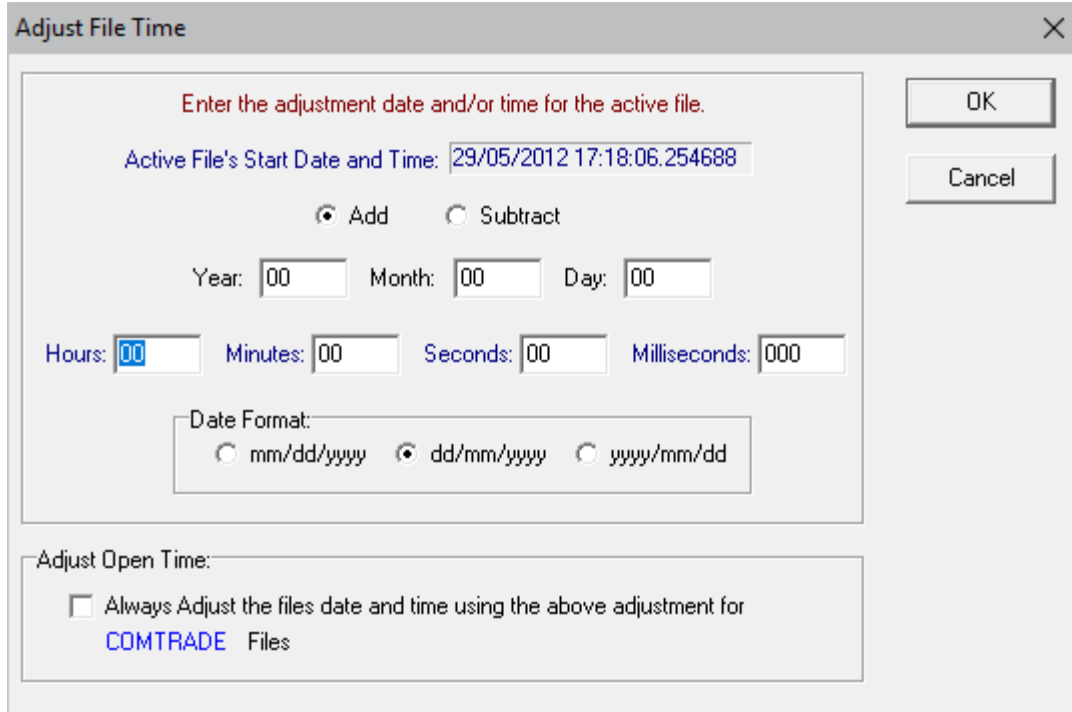 Adjust File Time
Enter the adjustment date and/or time for the active file.
OK
Active File's Start Date and Time: 29/05/2012 17:18:06.254688
Cancel
Add Subtract
Year: 00 Month: 00 Day: 00
Hours: 00 Minutes: 00 Seconds: 00 Milliseconds: 000
Date Format:
mm/dd/yyyy dd/mm/yyyy yyyy/mm/dd
Adjust Open Time:
Always Adjust the files date and time using the above adjustment for
COMTRADE Files